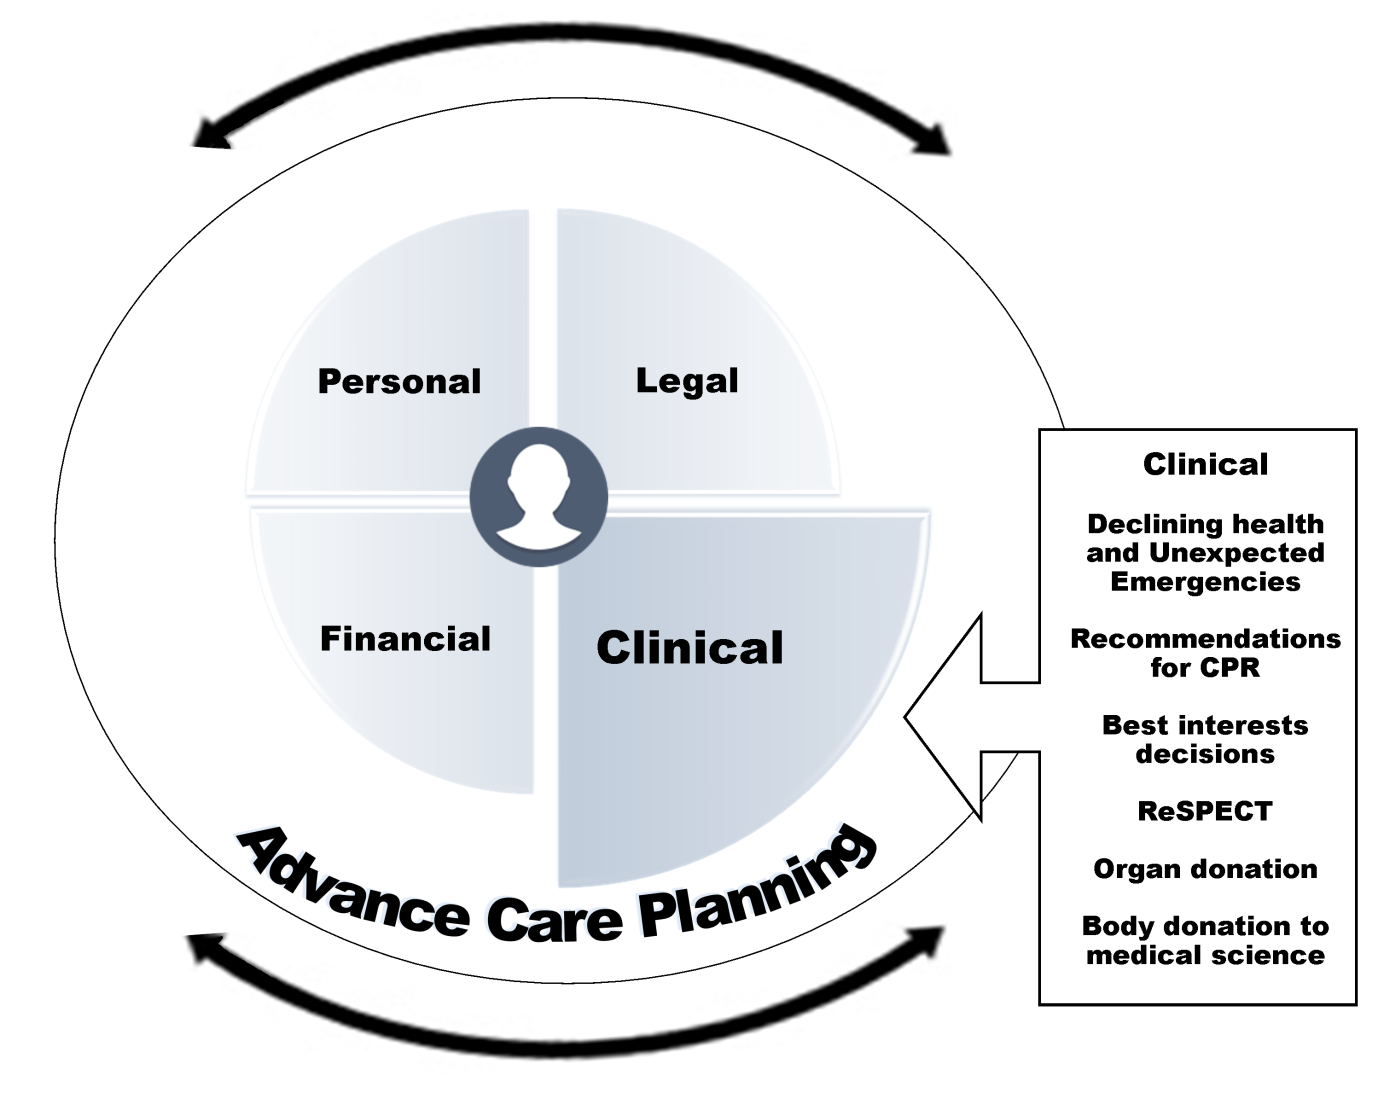 Personal
Legal
Financial
Clinical
Advance Care Planning
Clinical
Declining health
and Unexpected
Emergencies
Recommendations
for CPR
Best interests
decisions
ReSPECT
Organ donation
Body donation to
medical science